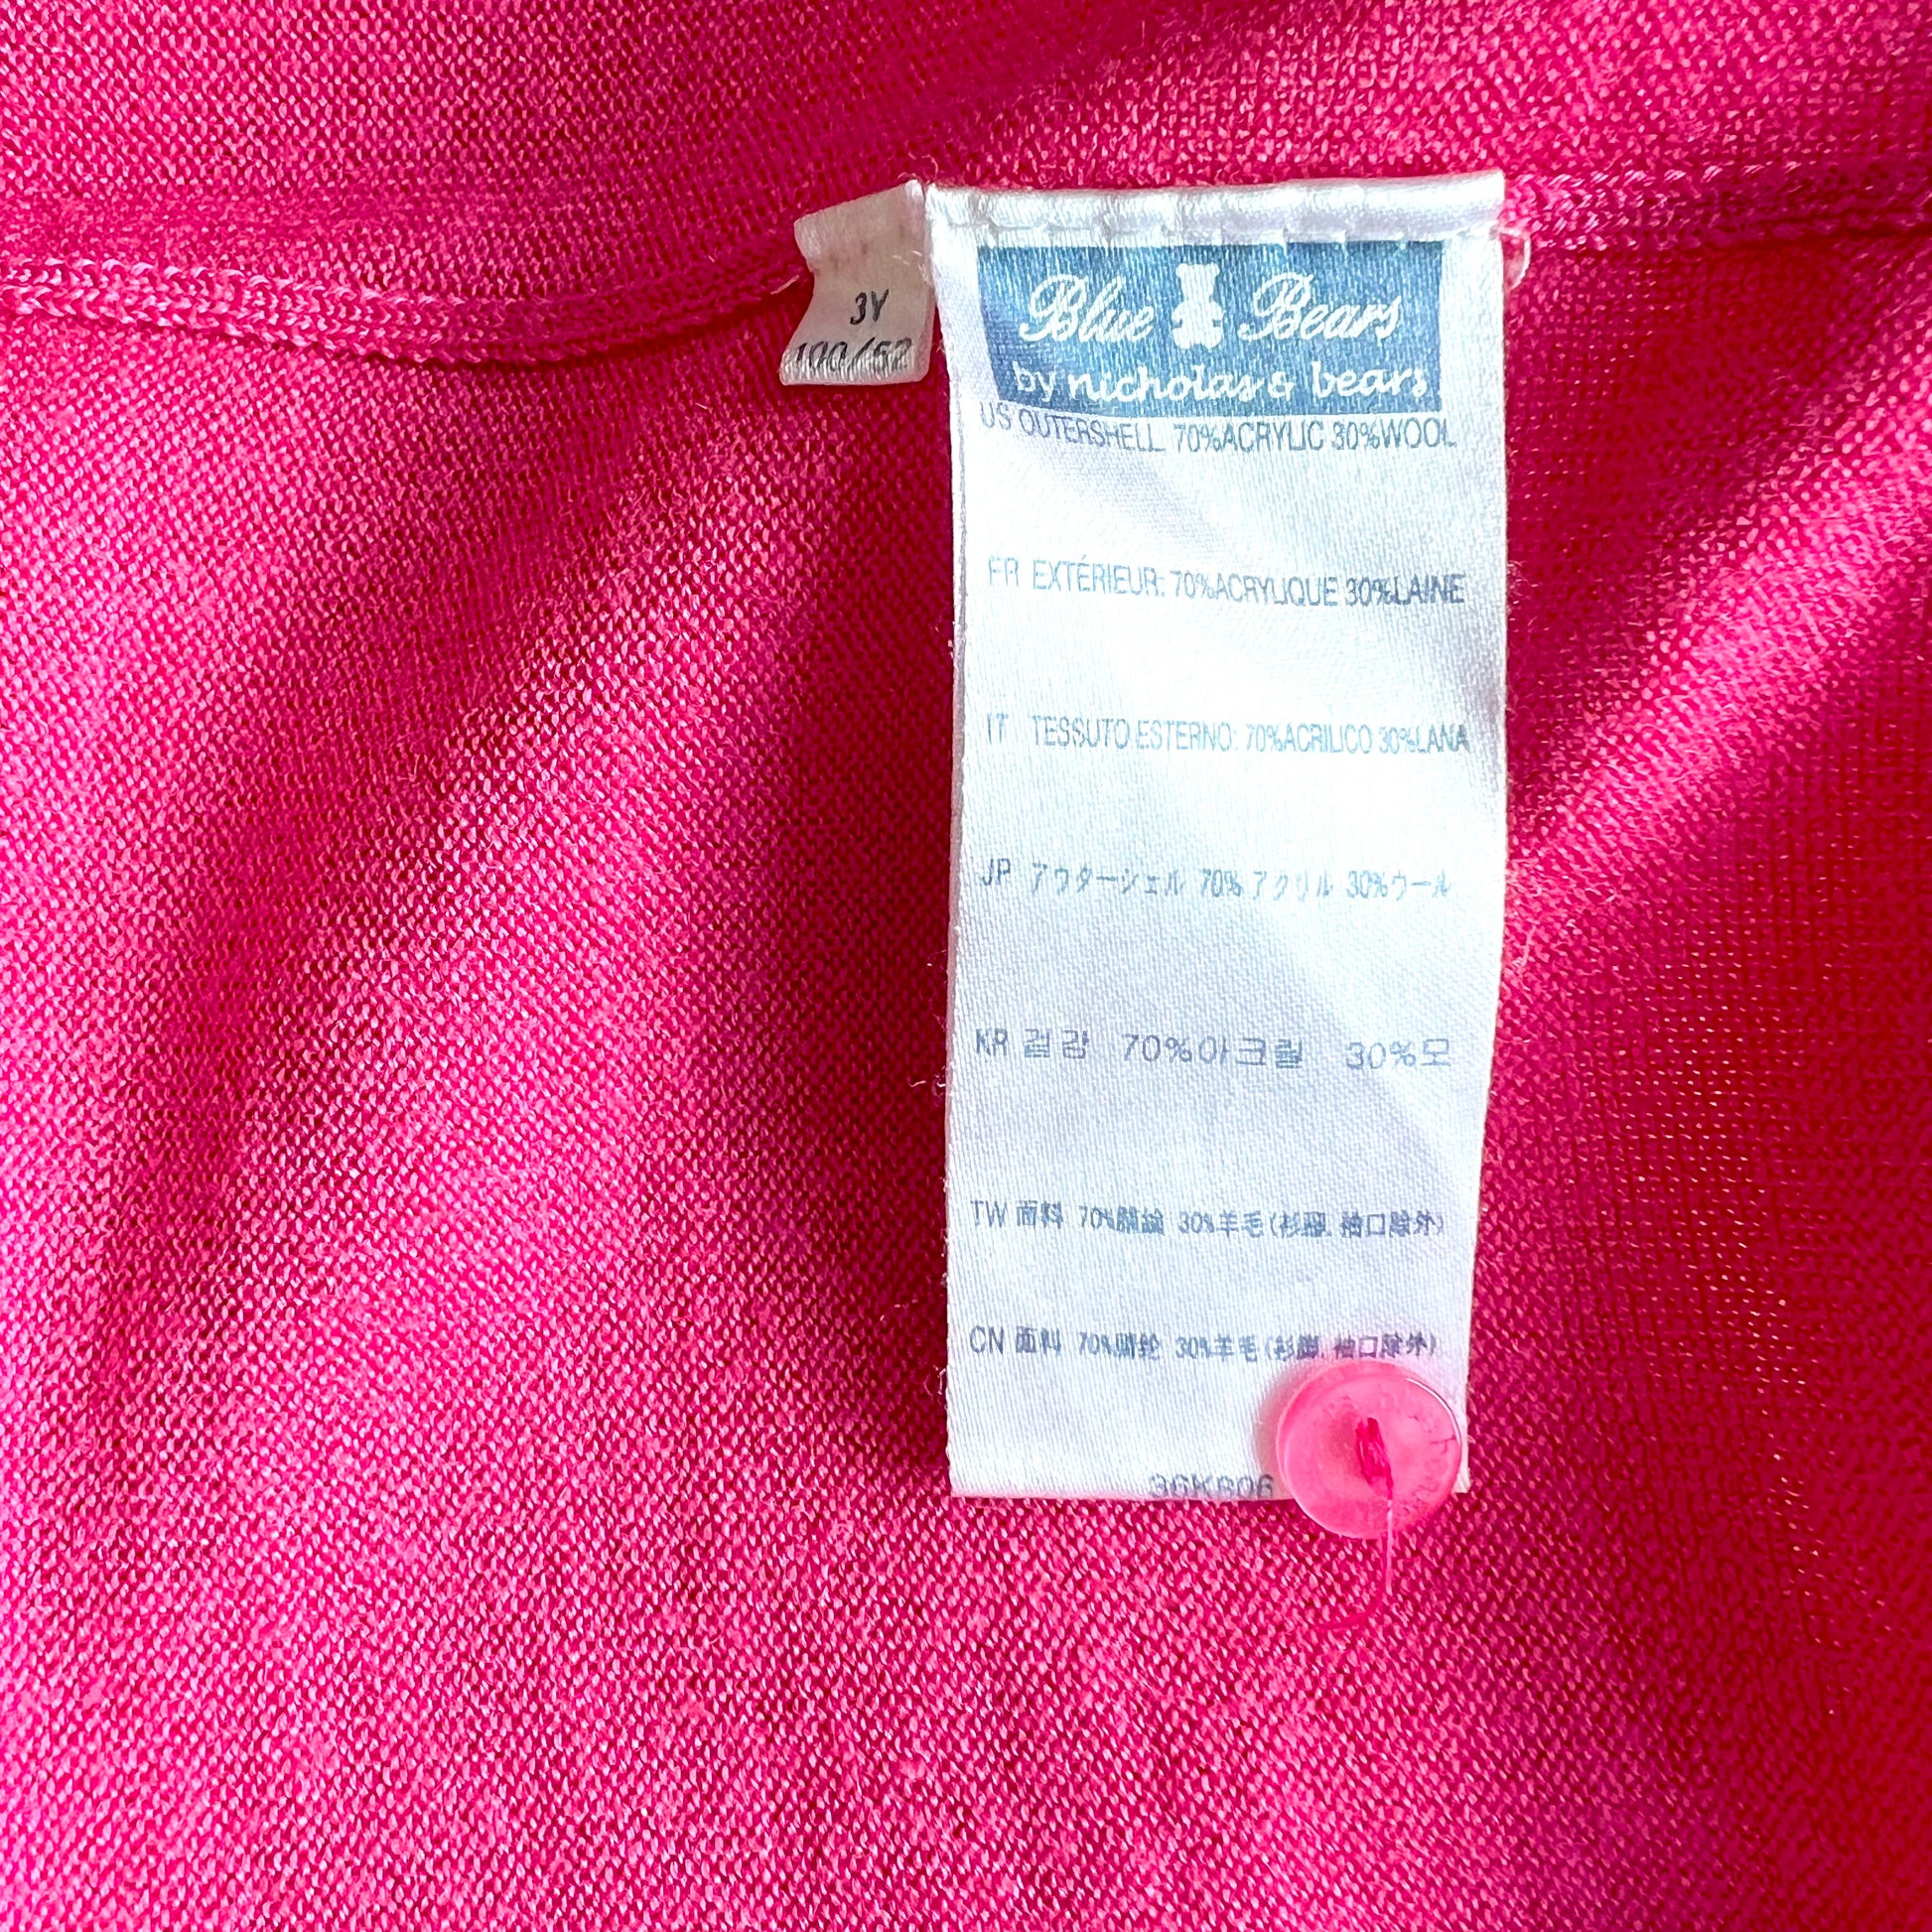 3Y
100/52
Blue Bears
by nicholas & bears
US OUTERSHELL 70%ACRYLIC 30%WOOL
FR EXTÉRIEUR: 70%ACRYLIQUE 30%LAINE
IT TESSUTO ESTERNO: 70%ACRILICO 30%LANA
JP アウターシェル 70%アクリル 30%ウール
KR 겉감 70%아크릴 30%모
TW 面料 70%腈綸 30%羊毛(衫腳, 袖口除外)
CN 面料 70%腈纶 30%羊毛(衫脚, 袖口除外)